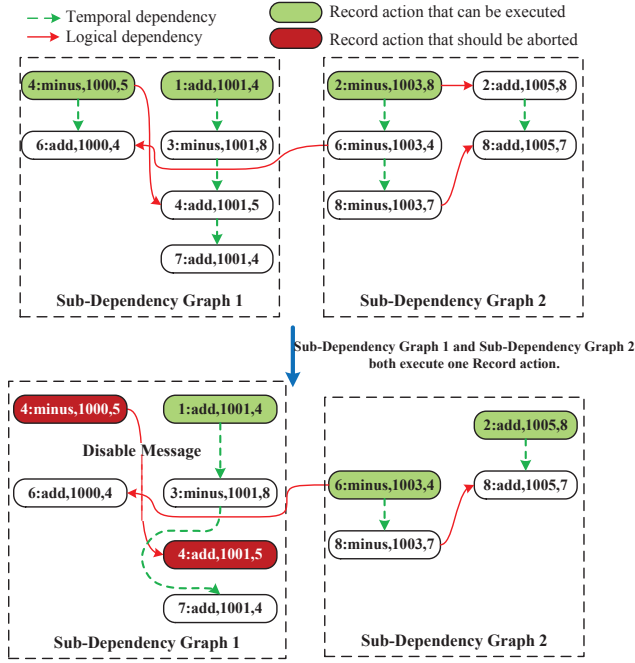 Temporal dependency
Logical dependency
Record action that can be executed
Record action that should be aborted
4:minus,1000,5
1:add,1001,4
6:add,1000,4
3:minus,1001,8
4:add,1001,5
7:add,1001,4
Sub-Dependency Graph 1
2:minus,1003,8
2:add,1005,8
6:minus,1003,4
8:add,1005,7
8:minus,1003,7
Sub-Dependency Graph 2
Sub-Dependency Graph 1 and Sub-Dependency Graph 2
both execute one Record action.
4:minus,1000,5
1:add,1001,4
Disable Message
6:add,1000,4
3:minus,1001,8
4:add,1001,5
7:add,1001,4
Sub-Dependency Graph 1
2:add,1005,8
6:minus,1003,4
8:add,1005,7
8:minus,1003,7
Sub-Dependency Graph 2